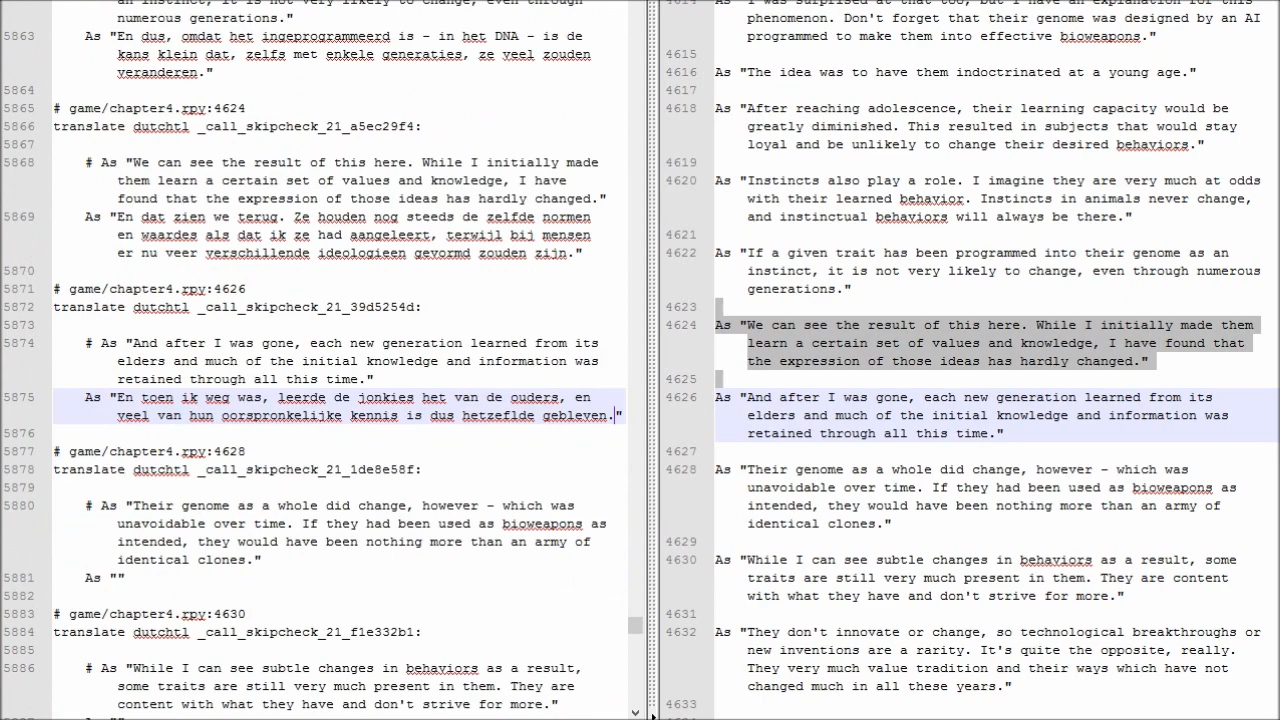 an instinct, it is not very likely to change, even through
numerous generations."
5863 As "En dus, omdat het ingeprogrammeerd is - in het DNA - is de
kans klein dat, zelfs met enkele generaties, ze veel zouden
veranderen."
5864
5865 # game/chapter4.rpy:4624
5866 translate dutchtl _call_skipcheck_21_a5ec29f4:
5867
5868 # As "We can see the result of this here. While I initially made
them learn a certain set of values and knowledge, I have
found that the expression of those ideas has hardly changed."
5869 As "En dat zien we terug. Ze houden nog steeds de zelfde normen
en waardes als dat ik ze had aangeleert, terwijl bij mensen
er nu veer verschillende ideologieen gevormd zouden zijn."
5870
5871 # game/chapter4.rpy:4626
5872 translate dutchtl _call_skipcheck_21_39d5254d:
5873
5874 # As "And after I was gone, each new generation learned from its
elders and much of the initial knowledge and information was
retained through all this time."
5875 As "En toen ik weg was, leerde de jonkies het van de ouders, en
veel van hun oorspronkelijke kennis is dus hetzeflde gebleven."
5876
5877 # game/chapter4.rpy:4628
5878 translate dutchtl _call_skipcheck_21_1de8e58f:
5879
5880 # As "Their genome as a whole did change, however - which was
unavoidable over time. If they had been used as bioweapons as
intended, they would have been nothing more than an army of
identical clones."
5881 As ""
5882
5883 # game/chapter4.rpy:4630
5884 translate dutchtl _call_skipcheck_21_f1e332b1:
5885
5886 # As "While I can see subtle changes in behaviors as a result,
some traits are still very much present in them. They are
content with what they have and don't strive for more."
4614 As "I was surprised at that too, but I have an explanation for this
phenomenon. Don't forget that their genome was designed by an AI
programmed to make them into effective bioweapons."
4615
4616 As "The idea was to have them indoctrinated at a young age."
4617
4618 As "After reaching adolescence, their learning capacity would be
greatly diminished. This resulted in subjects that would stay
loyal and be unlikely to change their desired behaviors."
4619
4620 As "Instincts also play a role. I imagine they are very much at odds
with their learned behavior. Instincts in animals never change,
and instinctual behaviors will always be there."
4621
4622 As "If a given trait has been programmed into their genome as an
instinct, it is not very likely to change, even through numerous
generations."
4623
4624 As "We can see the result of this here. While I initially made them
learn a certain set of values and knowledge, I have found that
the expression of those ideas has hardly changed."
4625
4626 As "And after I was gone, each new generation learned from its
elders and much of the initial knowledge and information was
retained through all this time."
4627
4628 As "Their genome as a whole did change, however - which was
unavoidable over time. If they had been used as bioweapons as
intended, they would have been nothing more than an army of
identical clones."
4629
4630 As "While I can see subtle changes in behaviors as a result, some
traits are still very much present in them. They are content
with what they have and don't strive for more."
4631
4632 As "They don't innovate or change, so technological breakthroughs or
new inventions are a rarity. It's quite the opposite, really.
They very much value tradition and their ways which have not
changed much in all these years."
4633